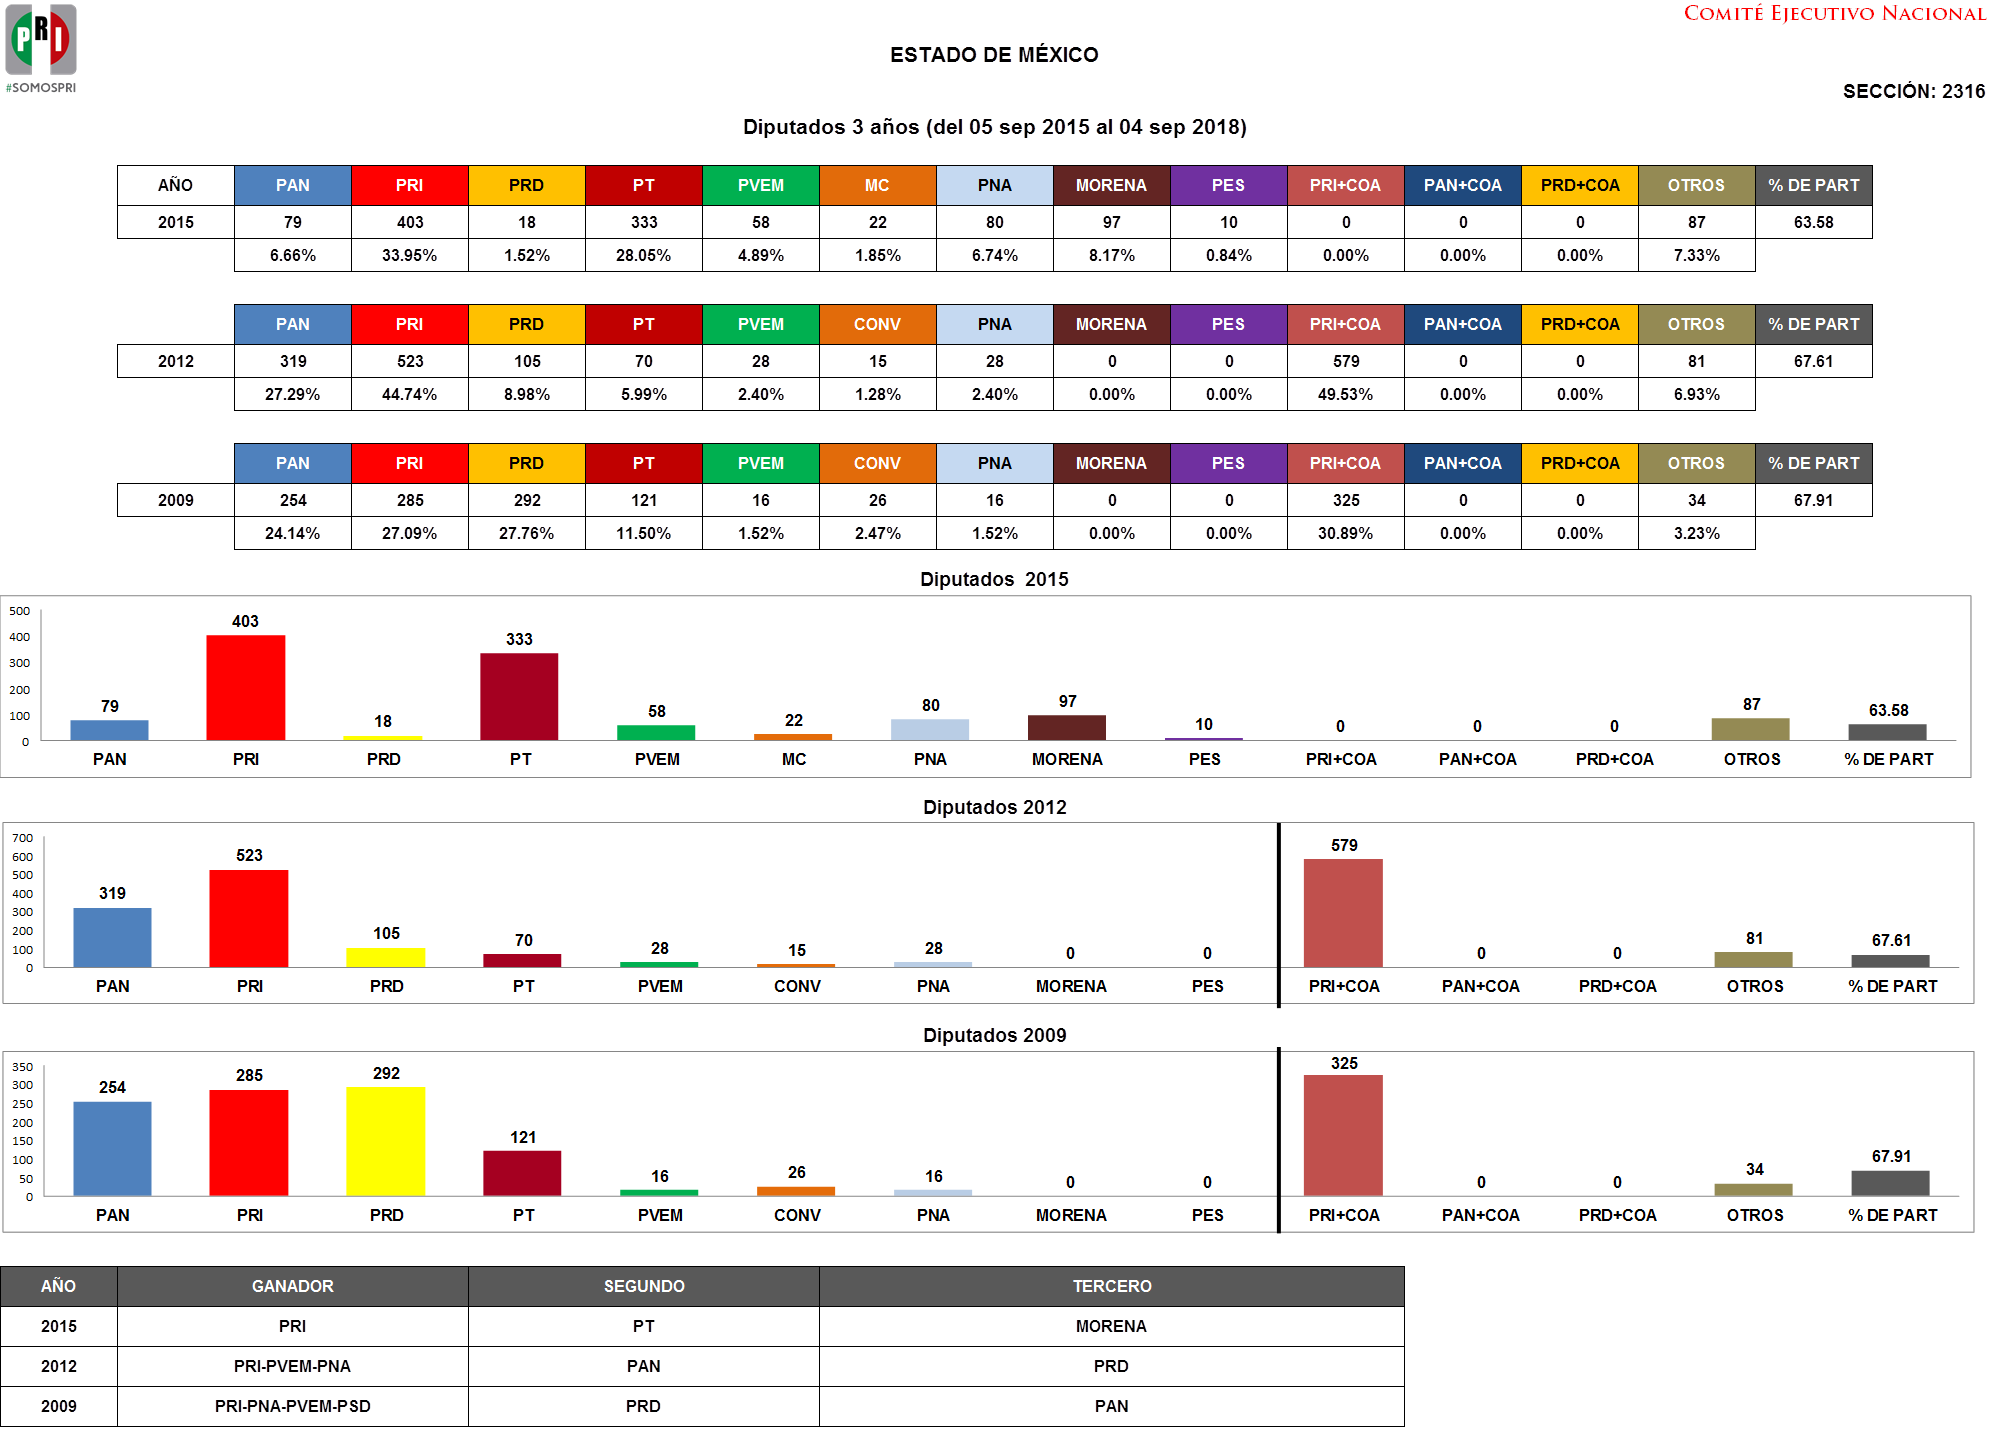 PRI
#SOMOSPRI
COMITÉ EJECUTIVO NACIONAL
ESTADO DE MÉXICO
SECCIÓN: 2316
Diputados 3 años (del 05 sep 2015 al 04 sep 2018)
AÑO PAN PRI PRD PT PVEM MC PNA MORENA PES PRI+COA PAN+COA PRD+COA OTROS % DE PART
2015 79 403 18 333 58 22 80 97 10 0 0 0 87 63.58
6.66% 33.95% 1.52% 28.05% 4.89% 1.85% 6.74% 8.17% 0.84% 0.00% 0.00% 0.00% 7.33%
PAN PRI PRD PT PVEM CONV PNA MORENA PES PRI+COA PAN+COA PRD+COA OTROS % DE PART
2012 319 523 105 70 28 15 28 0 0 579 0 0 81 67.61
27.29% 44.74% 8.98% 5.99% 2.40% 1.28% 2.40% 0.00% 0.00% 49.53% 0.00% 0.00% 6.93%
PAN PRI PRD PT PVEM CONV PNA MORENA PES PRI+COA PAN+COA PRD+COA OTROS % DE PART
2009 254 285 292 121 16 26 16 0 0 325 0 0 34 67.91
24.14% 27.09% 27.76% 11.50% 1.52% 2.47% 1.52% 0.00% 0.00% 30.89% 0.00% 0.00% 3.23%
Diputados 2015
500
400
300
200
100
0
79 403 18 333 58 22 80 97 10 0 0 0 87 63.58
PAN PRI PRD PT PVEM MC PNA MORENA PES PRI+COA PAN+COA PRD+COA OTROS % DE PART
Diputados 2012
700
600
500
400
300
200
100
0
319 523 105 70 28 15 28 0 0 579 0 0 81 67.61
PAN PRI PRD PT PVEM CONV PNA MORENA PES PRI+COA PAN+COA PRD+COA OTROS % DE PART
Diputados 2009
350
300
250
200
150
100
50
0
254 285 292 121 16 26 16 0 0 325 0 0 34 67.91
PAN PRI PRD PT PVEM CONV PNA MORENA PES PRI+COA PAN+COA PRD+COA OTROS % DE PART
AÑO GANADOR SEGUNDO TERCERO
2015 PRI PT MORENA
2012 PRI-PVEM-PNA PAN PRD
2009 PRI-PNA-PVEM-PSD PRD PAN